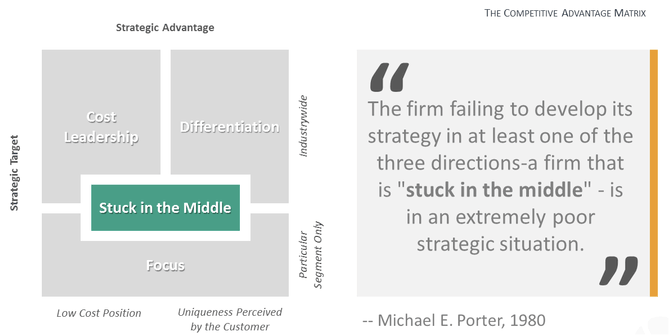 THE COMPETITIVE ADVANTAGE MATRIX
Strategic Advantage
Strategic Target
Cost
Leadership
Differentiation
Industrywide
Stuck in the Middle
Focus
Particular
Segment Only
Low Cost Position
Uniqueness Perceived
by the Customer
“
The firm failing to develop its
strategy in at least one of the
three directions-a firm that
is "stuck in the middle" - is
in an extremely poor
strategic situation.
”
-- Michael E. Porter, 1980